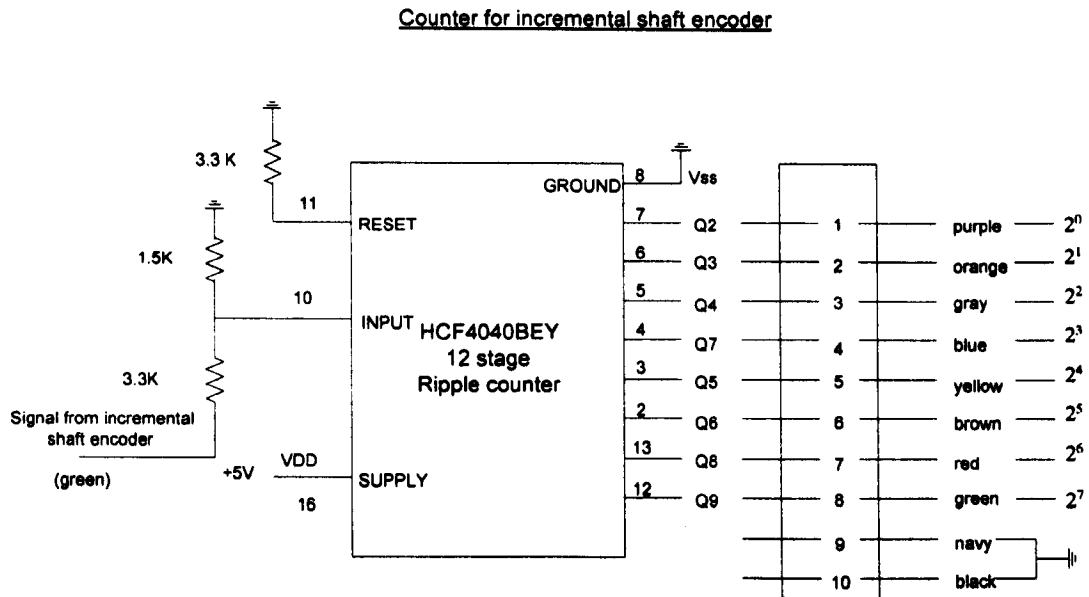 Counter for incremental shaft encoder
3.3 K
11
RESET
1.5K
10
INPUT
3.3K
Signal from incremental
shaft encoder
(green)
+5V
VDD
16
SUPPLY
HCF4040BEY
12 stage
Ripple counter
GROUND
8 Vss
7 Q2 1 purple 2⁰
6 Q3 2 orange 2¹
5 Q4 3 gray 2²
4 Q7 4 blue 2³
3 Q5 5 yellow 2⁴
2 Q6 6 brown 2⁵
13 Q8 7 red 2⁶
12 Q9 8 green 2⁷
9 navy
10 black